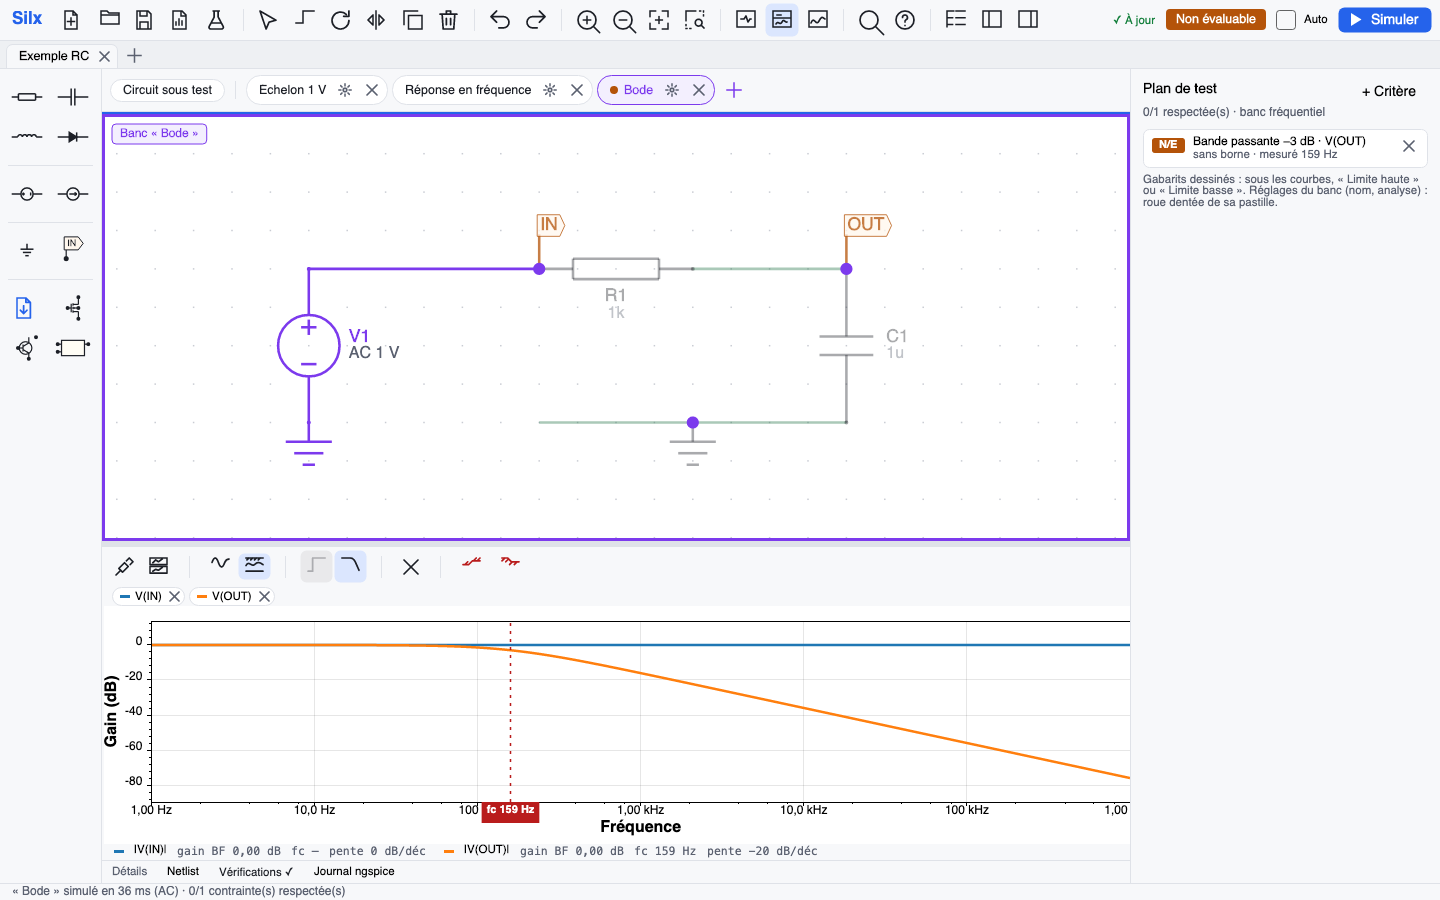 Silx
✓ À jour
Non évaluable
Auto
Simuler
Exemple RC
Circuit sous test
Echelon 1 V
Réponse en fréquence
Bode
Plan de test
+ Critère
0/1 respectée(s) · banc fréquentiel
N/E
Bande passante –3 dB · V(OUT)
sans borne · mesuré 159 Hz
Gabarits dessinés : sous les courbes, « Limite haute »
ou « Limite basse ». Réglages du banc (nom, analyse) :
roue dentée de sa pastille.
IN
Banc « Bode »
IN
OUT
R1
1k
V1
AC 1 V
C1
1u
V(IN)
V(OUT)
Gain (dB)
0
-20
-40
-60
-80
1,00 Hz
10,0 Hz
100
fc 159 Hz
1,00 kHz
10,0 kHz
100 kHz
1,00
Fréquence
|V(IN)| gain BF 0,00 dB fc — pente 0 dB/déc
|V(OUT)| gain BF 0,00 dB fc 159 Hz pente −20 dB/déc
Détails
Netlist
Vérifications ✓
Journal ngspice
« Bode » simulé en 36 ms (AC) · 0/1 contrainte(s) respectée(s)